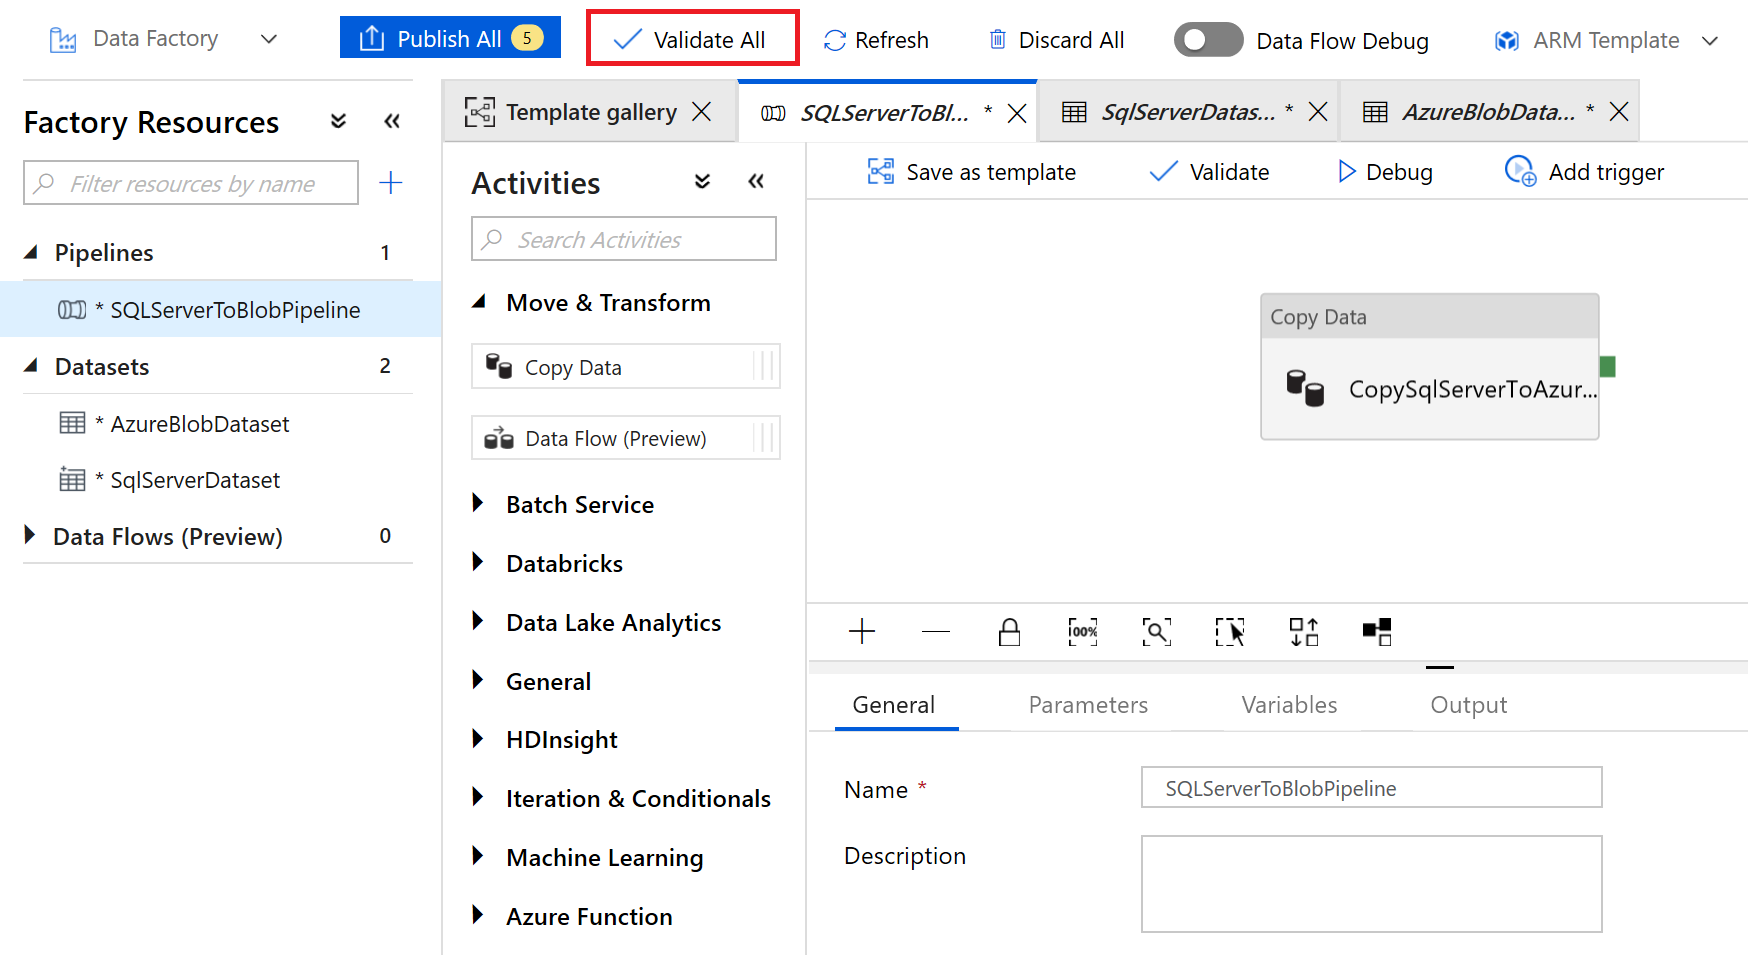 Data Factory
Publish All 5
Validate All
Refresh
Discard All
Data Flow Debug
ARM Template
Factory Resources
Filter resources by name
Pipelines 1
* SQLServerToBlobPipeline
Datasets 2
* AzureBlobDataset
* SqlServerDataset
Data Flows (Preview) 0
Template gallery
SQLServerToBl... *
SqlServerDatas... *
AzureBlobData... *
Activities
Search Activities
Move & Transform
Copy Data
Data Flow (Preview)
Batch Service
Databricks
Data Lake Analytics
General
HDInsight
Iteration & Conditionals
Machine Learning
Azure Function
Save as template
Validate
Debug
Add trigger
Copy Data
CopySqlServerToAzur...
100%
General
Parameters
Variables
Output
Name *
SQLServerToBlobPipeline
Description